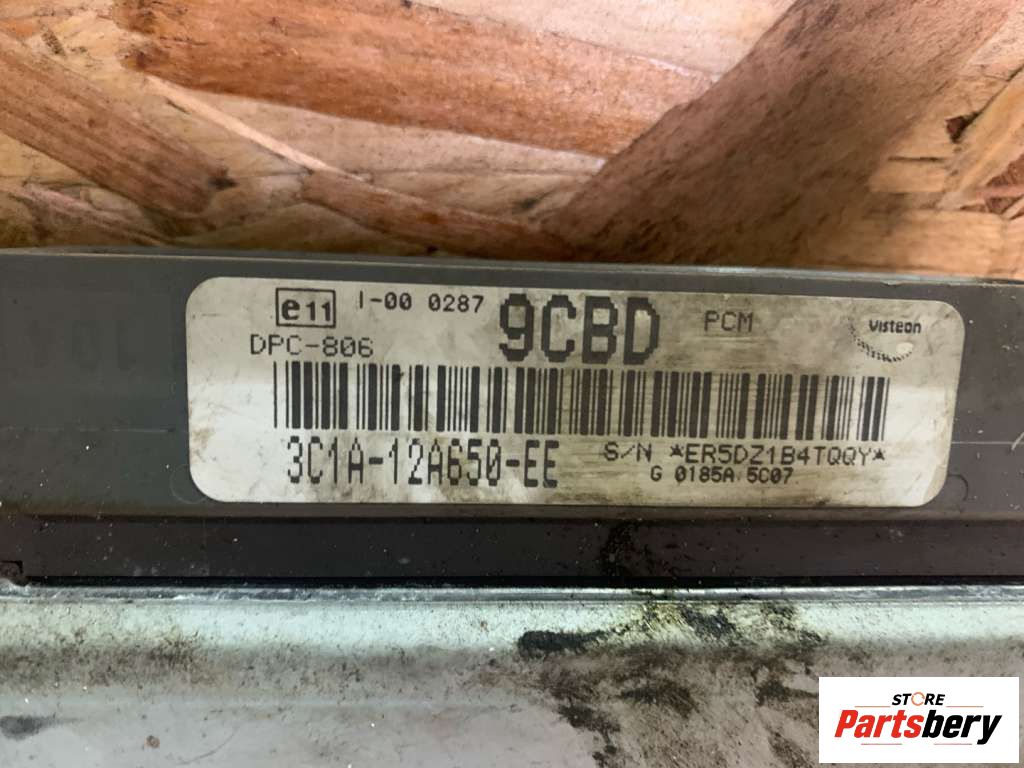 e11 I-00 0287 9CBD PCM Visteon
DPC-806
3C1A-12A650-EE S/N *ER5DZ1B4TQQY*
G 0185A 5C07
STORE
Partsbery